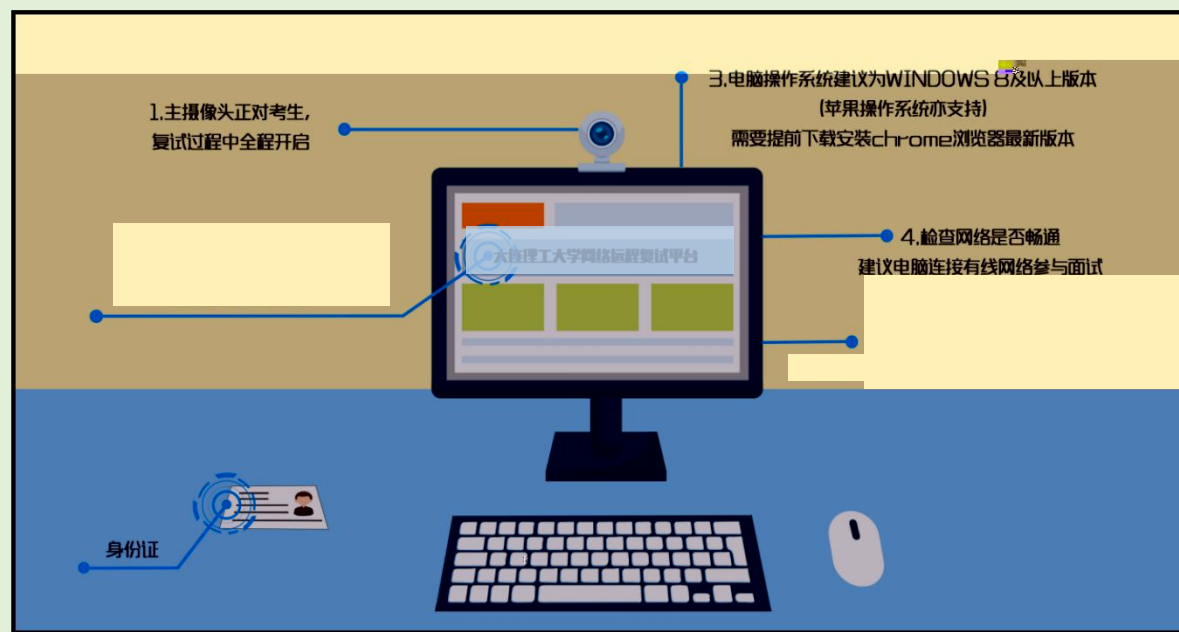 1.主摄像头正对考生,
复试过程中全程开启
3.电脑操作系统建议为WINDOWS 8及以上版本
(苹果操作系统亦支持)
需要提前下载安装chrome浏览器最新版本
大连理工大学网络远程复试平台
4.检查网络是否畅通
建议电脑连接有线网络参与面试
身份证